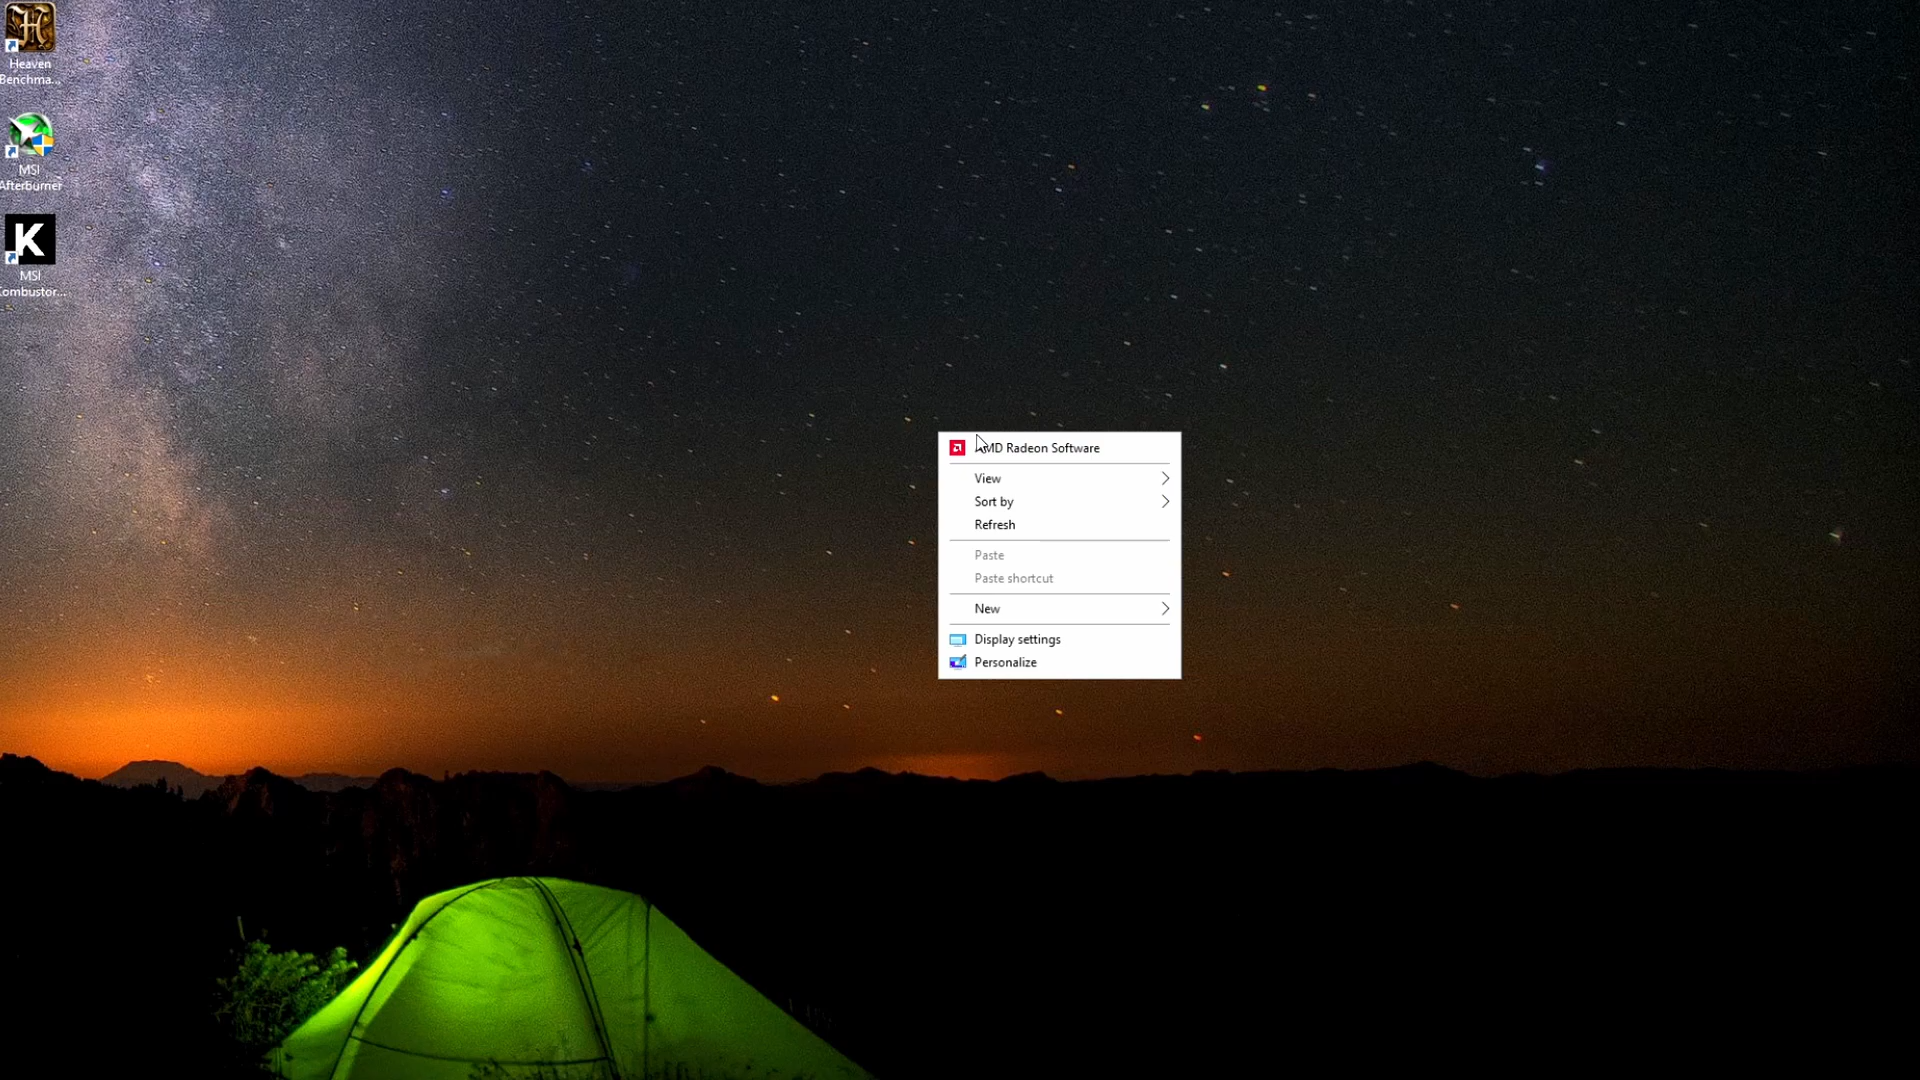 Heaven
Benchma...
MSI
Afterburner
K
MSI
Combustor...
MD Radeon Software
View
Sort by
Refresh
Paste
Paste shortcut
New
Display settings
Personalize